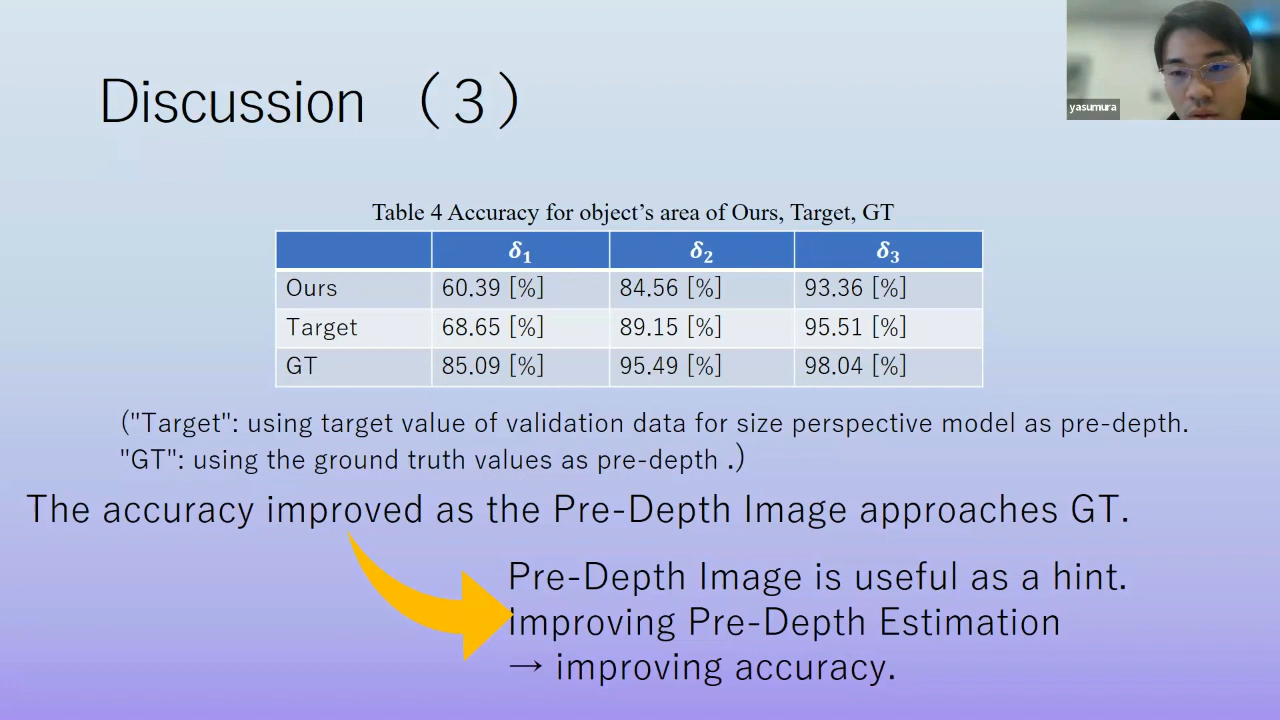 yasumura
Discussion （3）
Table 4 Accuracy for object's area of Ours, Target, GT
δ1 δ2 δ3
Ours 60.39 [%] 84.56 [%] 93.36 [%]
Target 68.65 [%] 89.15 [%] 95.51 [%]
GT 85.09 [%] 95.49 [%] 98.04 [%]
("Target": using target value of validation data for size perspective model as pre-depth.
"GT": using the ground truth values as pre-depth .)
The accuracy improved as the Pre-Depth Image approaches GT.
Pre-Depth Image is useful as a hint.
Improving Pre-Depth Estimation
→ improving accuracy.